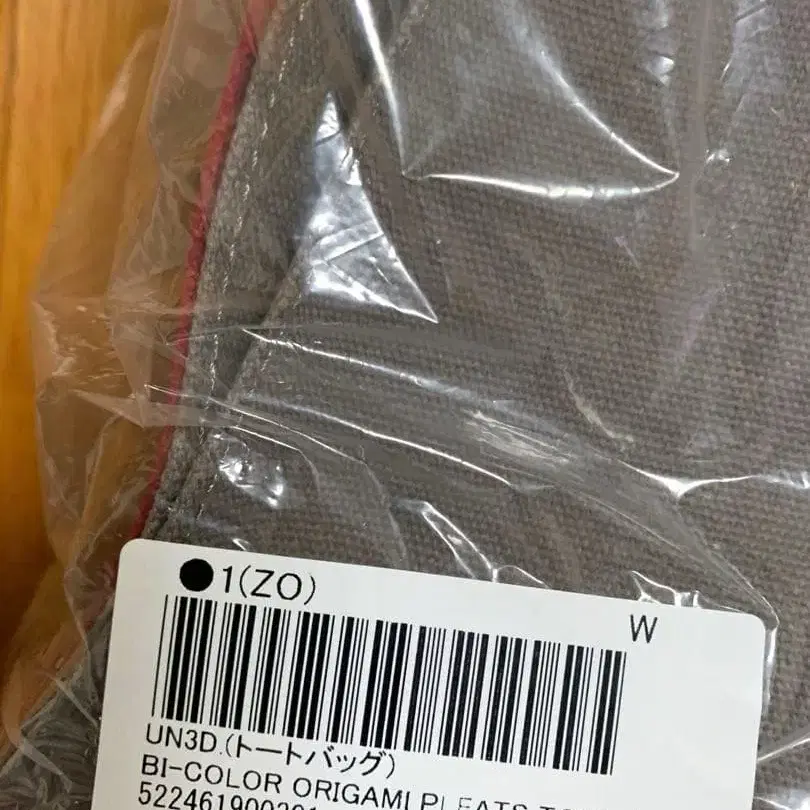 ●1(ZO)
W
UN3D.(トートバッグ)
BI-COLOR ORIGAMI PLEATS